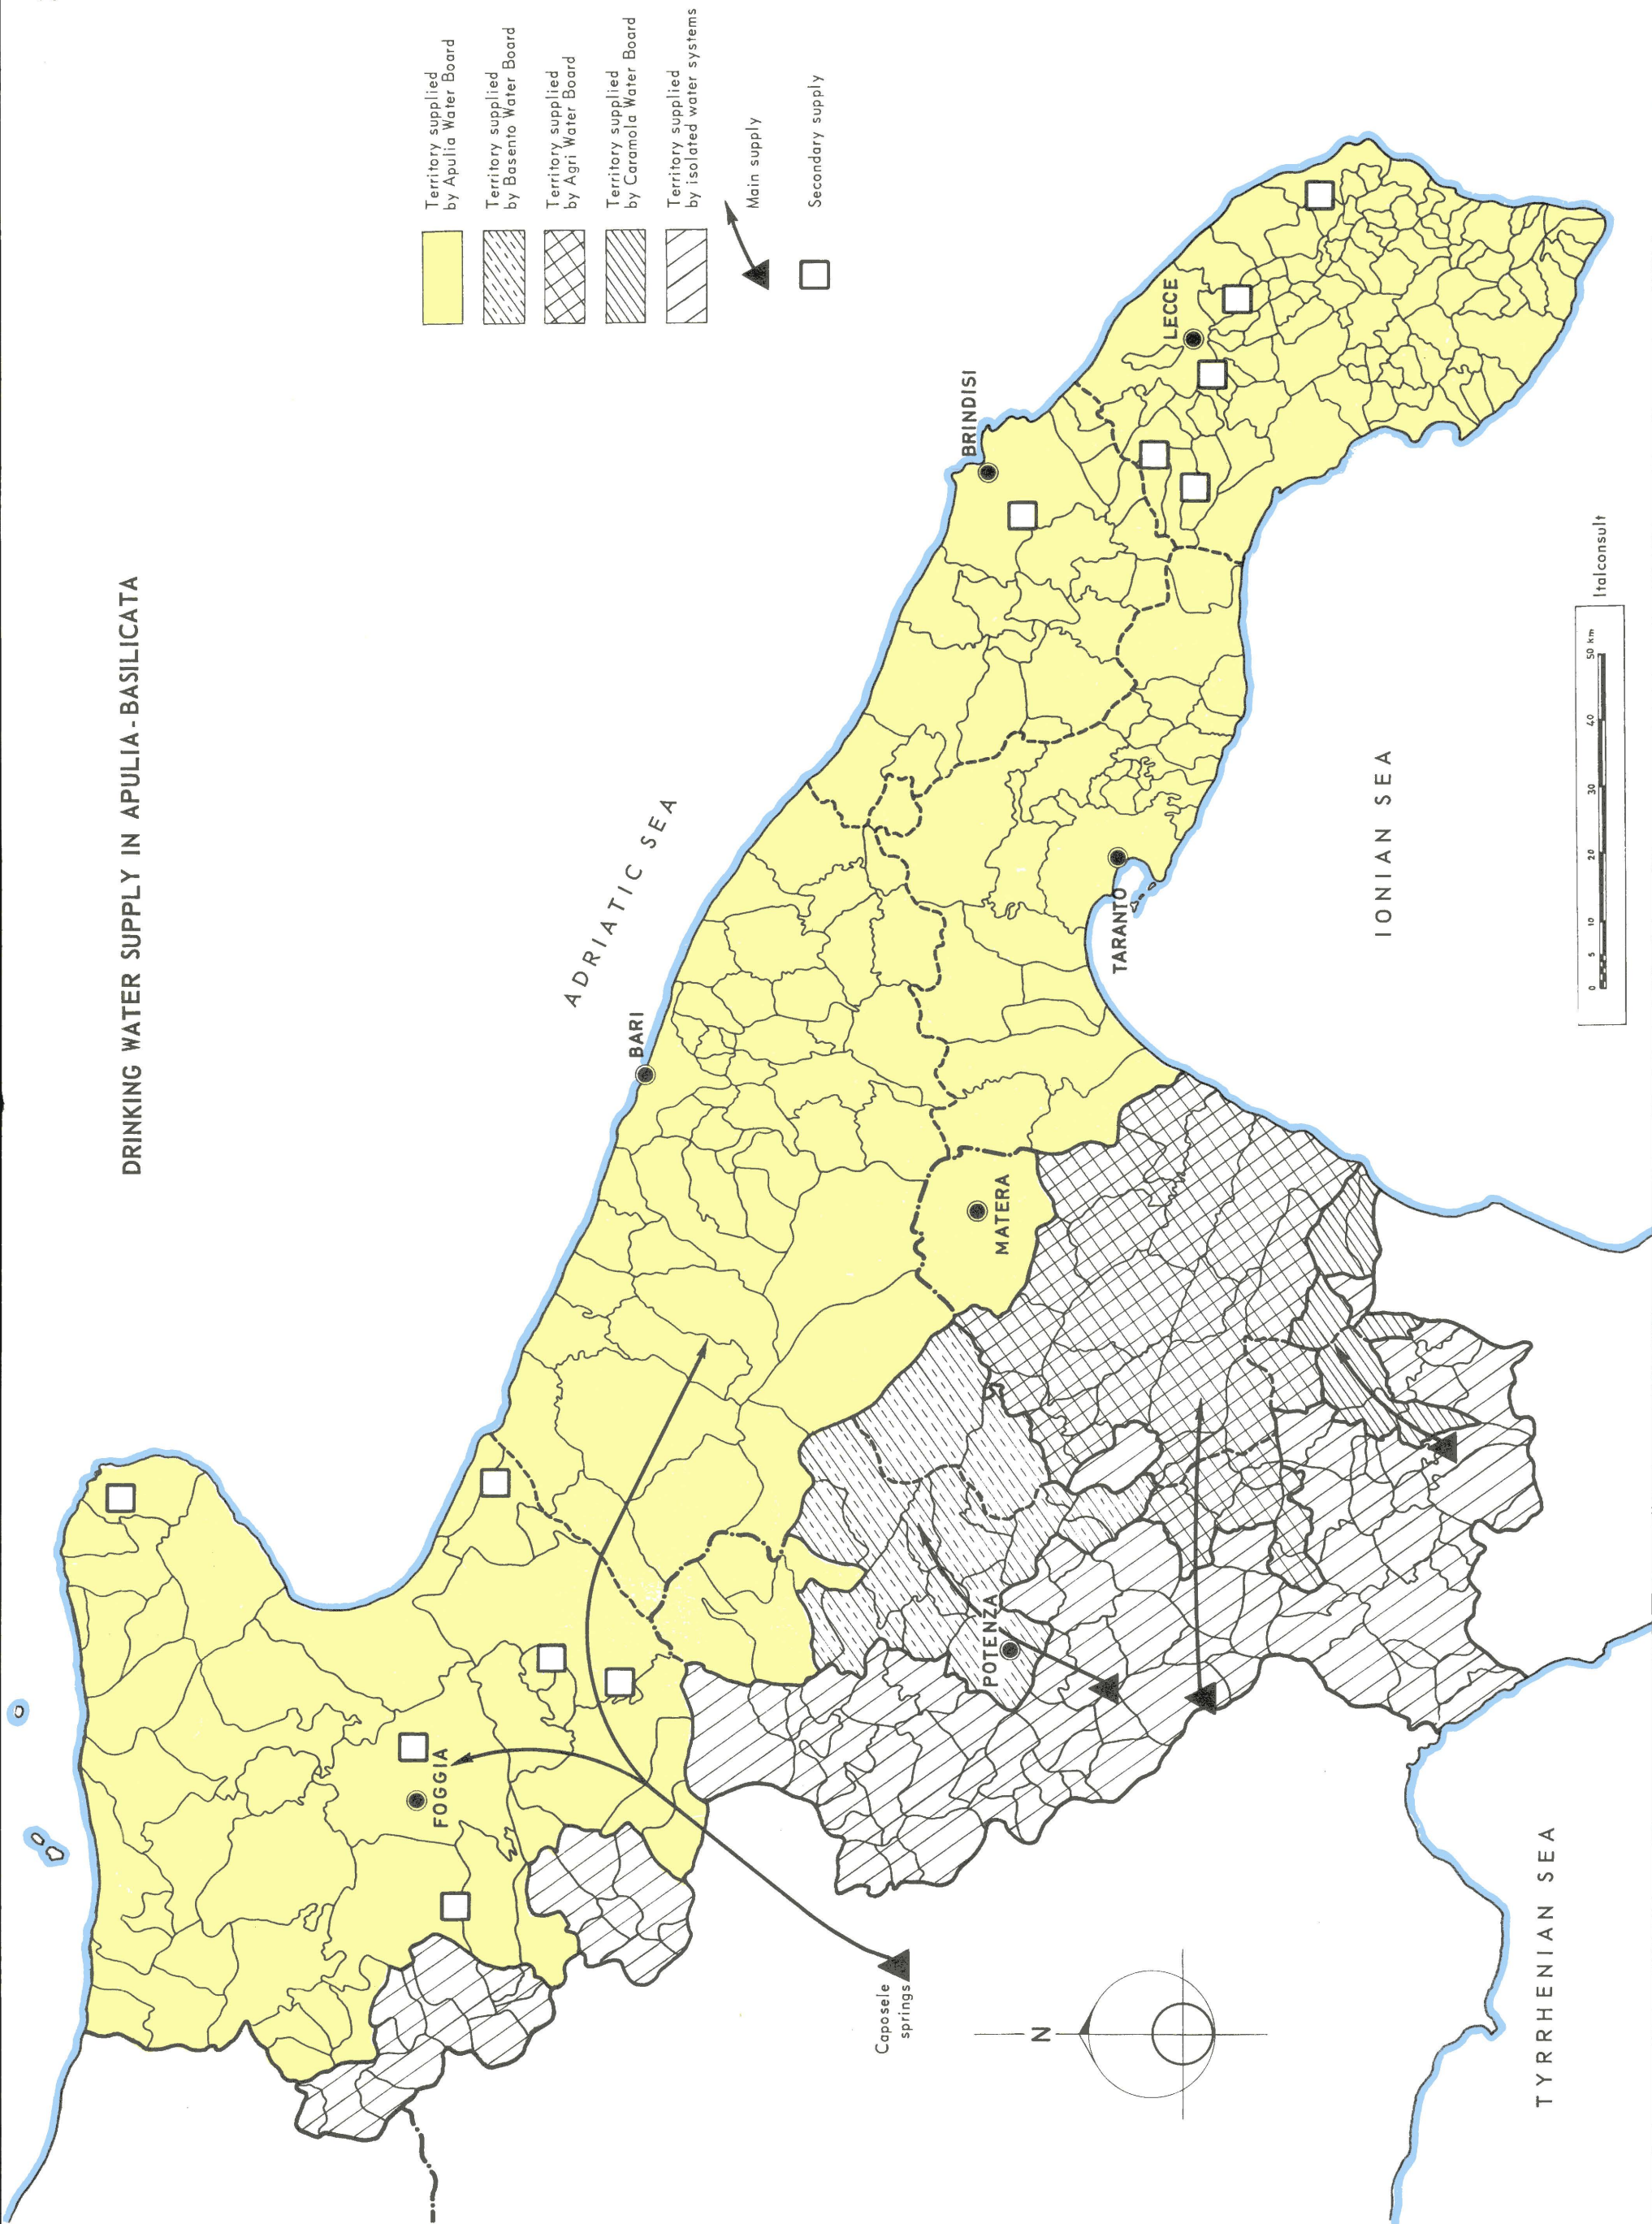 DRINKING WATER SUPPLY IN APULIA-BASILICATA
Territory supplied
by Apulia Water Board
Territory supplied
by Basento Water Board
Territory supplied
by Agri Water Board
Territory supplied
by Caramola Water Board
Territory supplied
by isolated water systems
Main supply
Secondary supply
ADRIATIC SEA
FOGGIA
BARI
BRINDISI
LECCE
TARANTO
MATERA
POTENZA
Caposele
springs
N
IONIAN SEA
TYRRHENIAN SEA
0 5 10 20 30 40 50 km
Italconsult